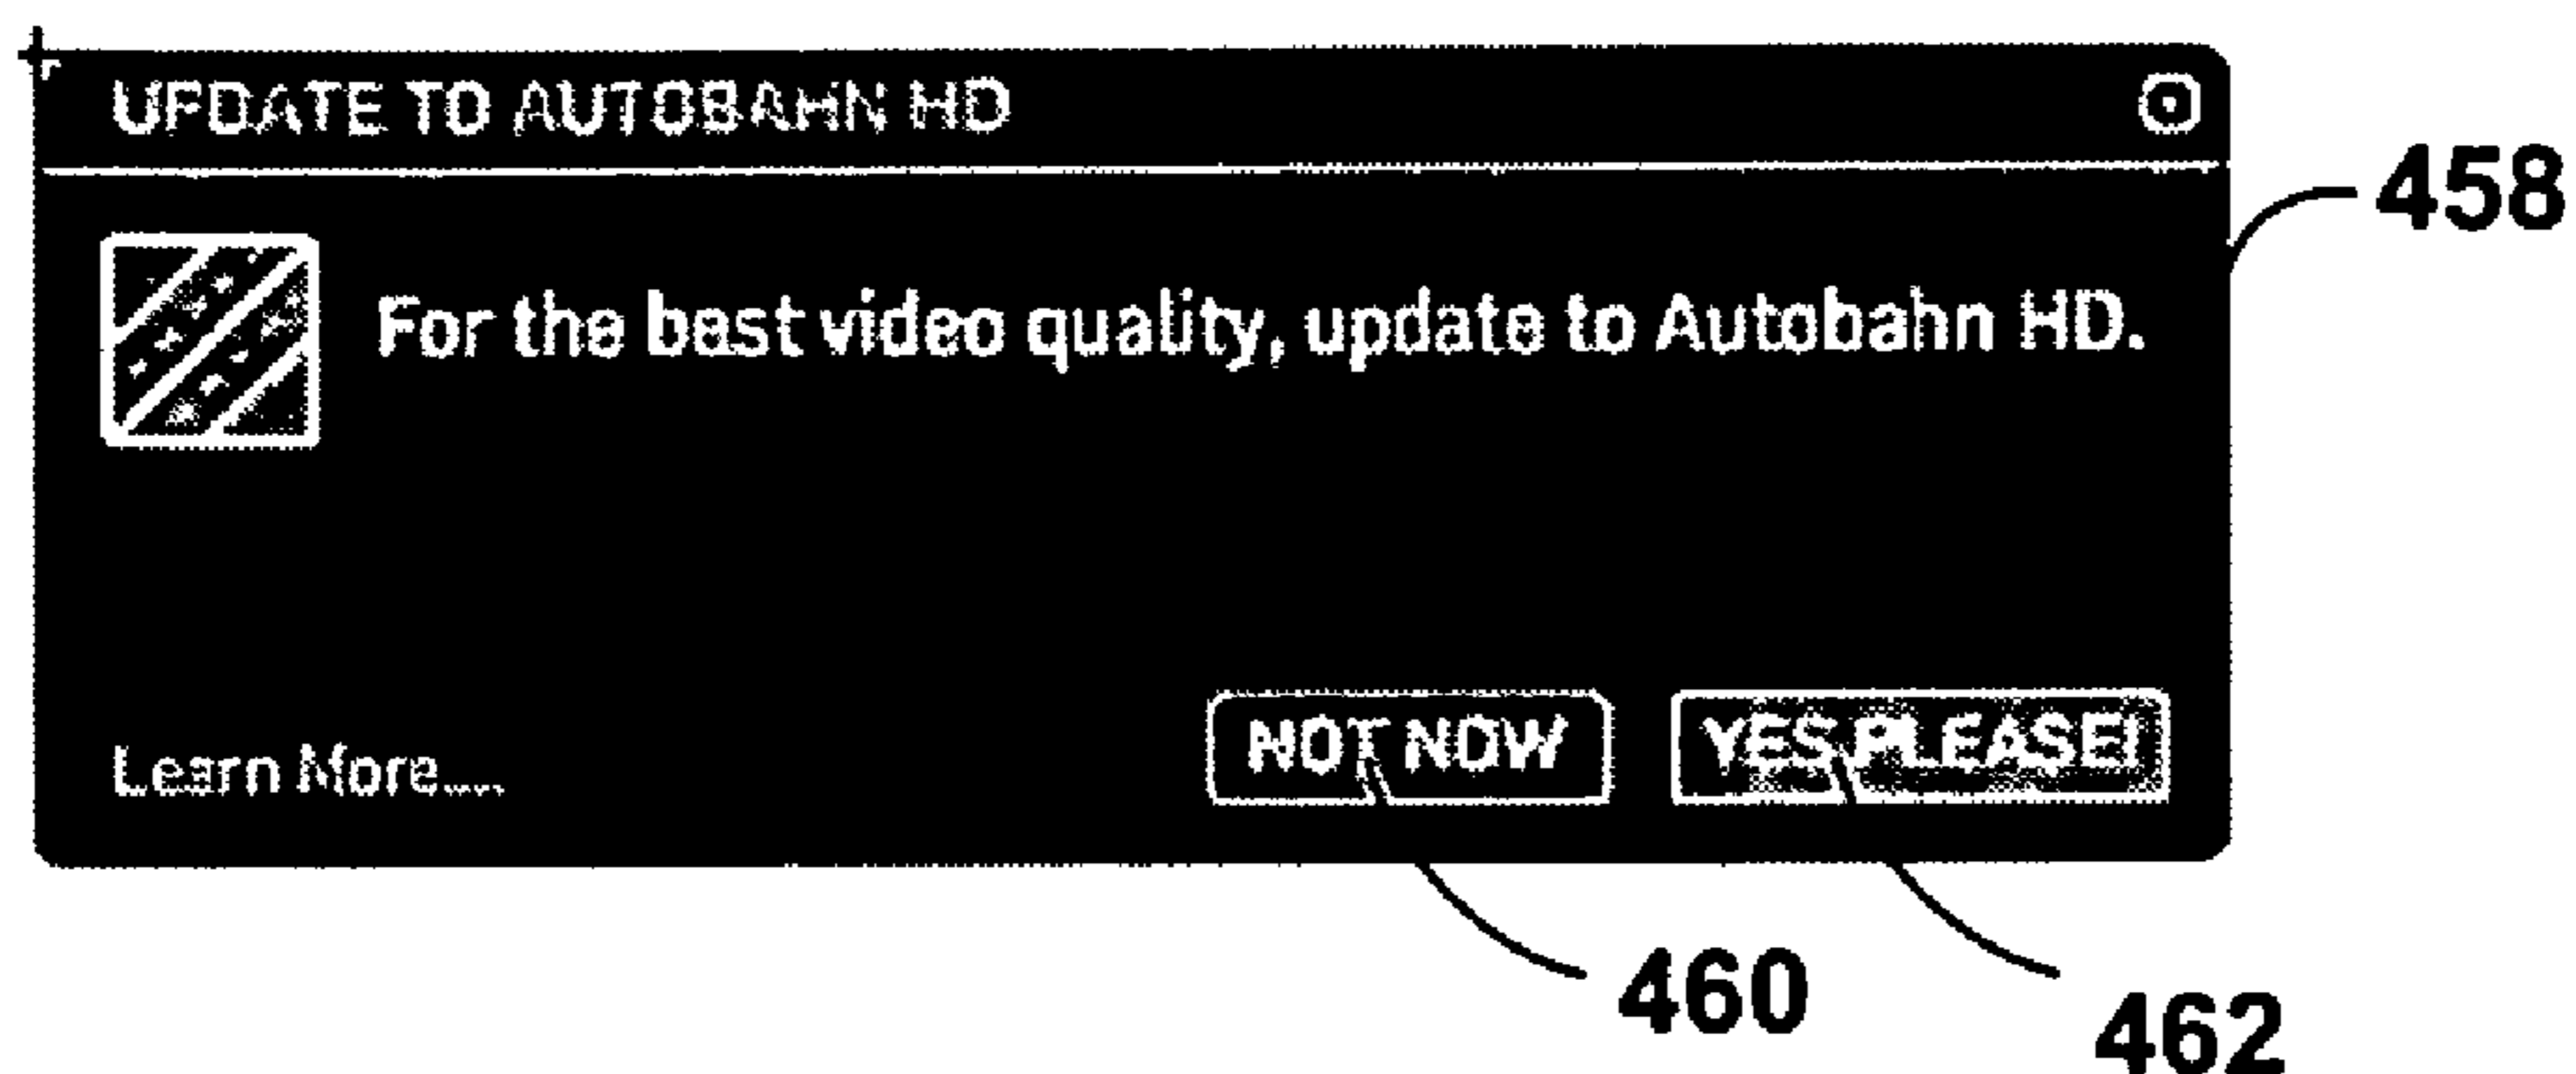 UPDATE TO AUTOBAHN HD
458
For the best video quality, update to Autobahn HD.
Learn More....
NOT NOW
YES PLEASE!
460
462